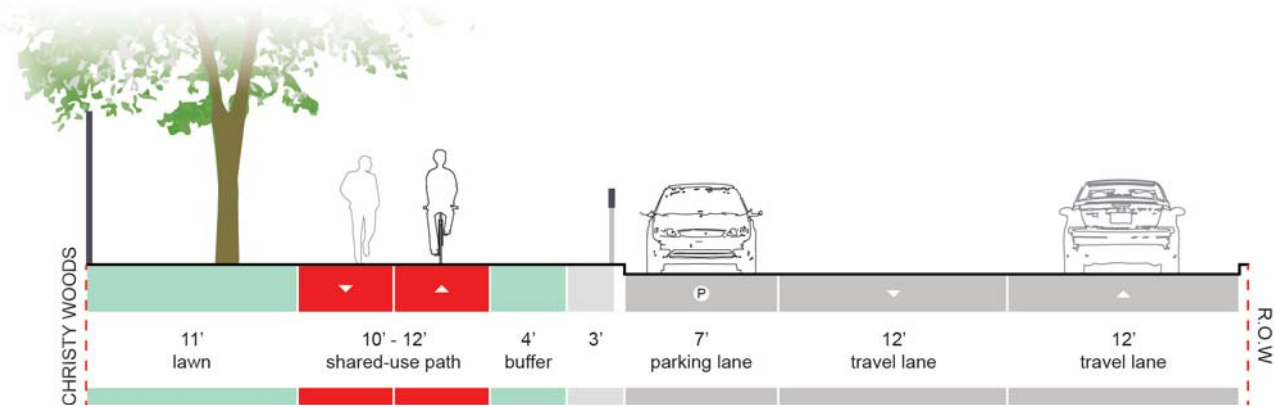 CHRISTY WOODS
P
11’
lawn
10’ - 12’
shared-use path
4’
buffer
3’
7’
parking lane
12’
travel lane
12’
travel lane
R.O.W